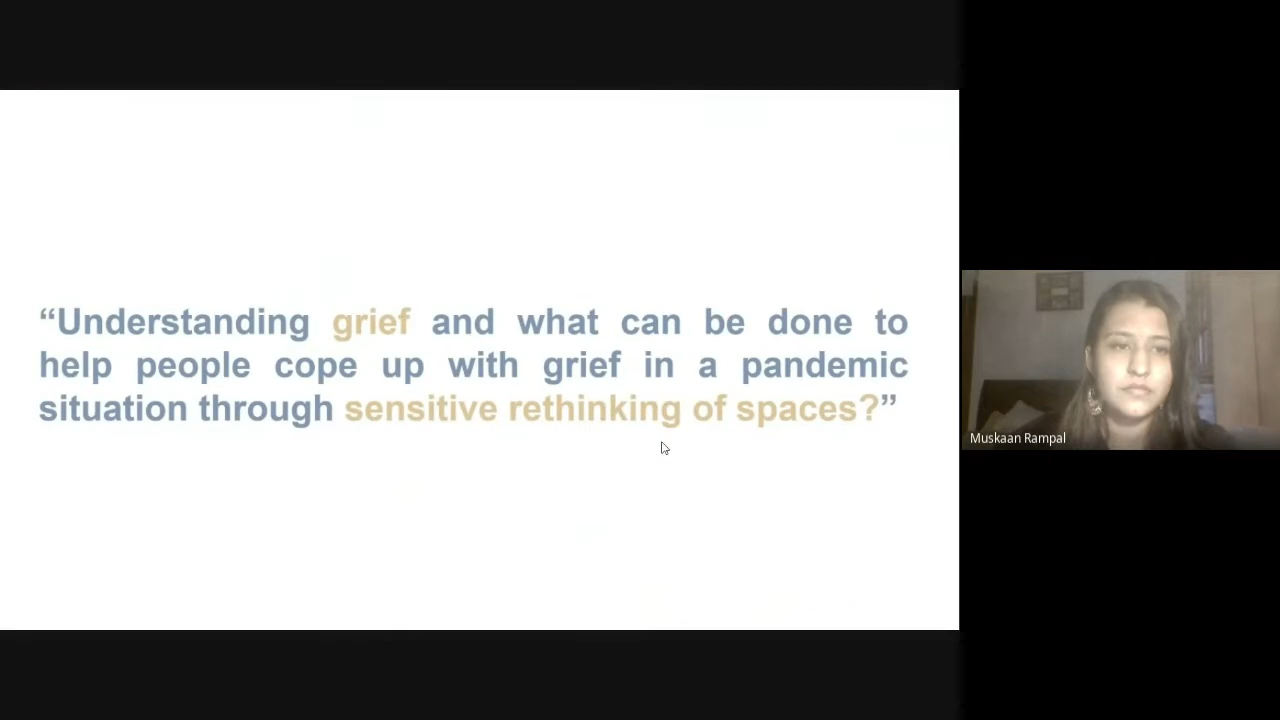 “Understanding grief and what can be done to
help people cope up with grief in a pandemic
situation through sensitive rethinking of spaces?”
Muskaan Rampal